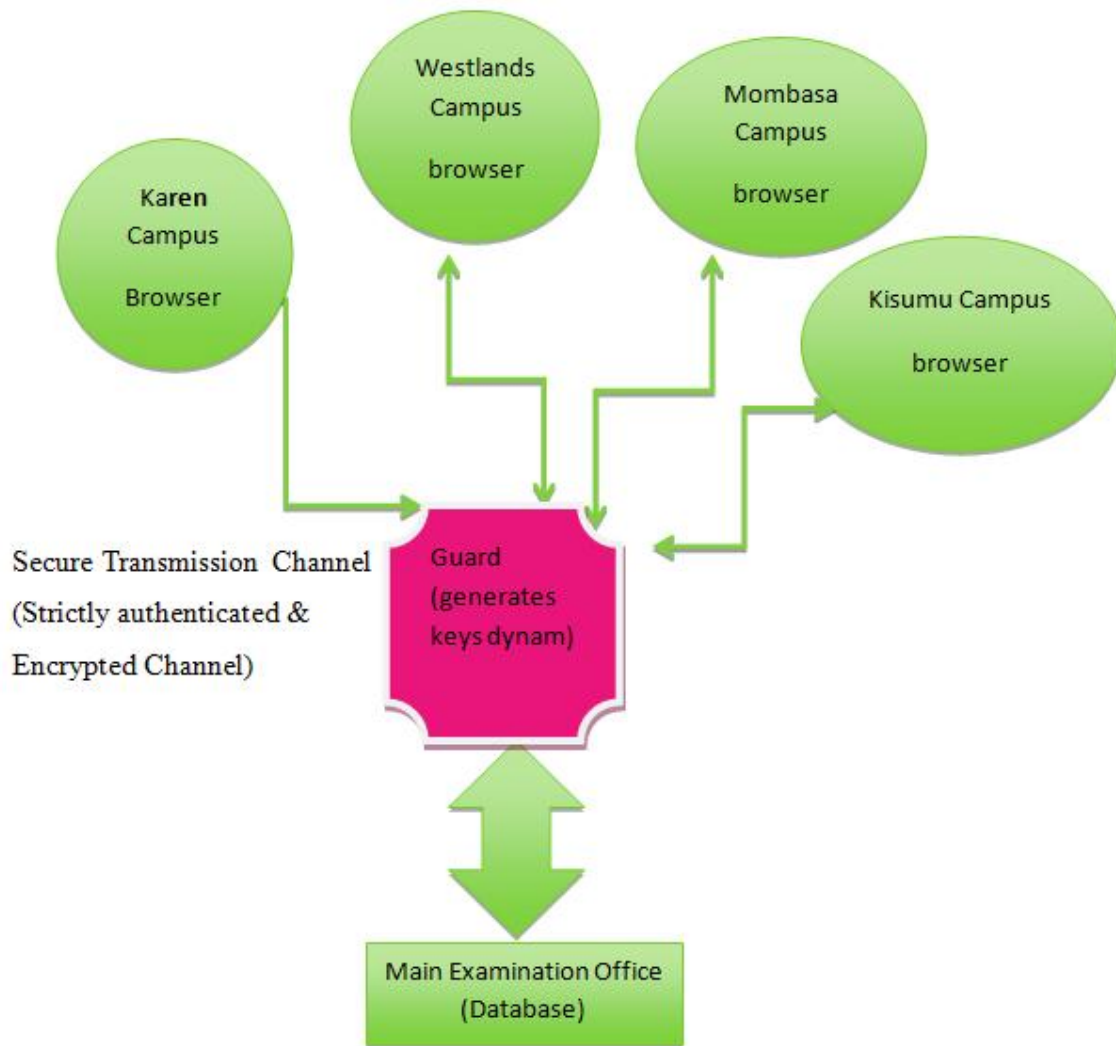 Westlands
Campus
browser
Mombasa
Campus
browser
Karen
Campus
Browser
Kisumu Campus
browser
Secure Transmission Channel
(Strictly authenticated &
Encrypted Channel)
Guard
(generates
keys dynam)
Main Examination Office
(Database)